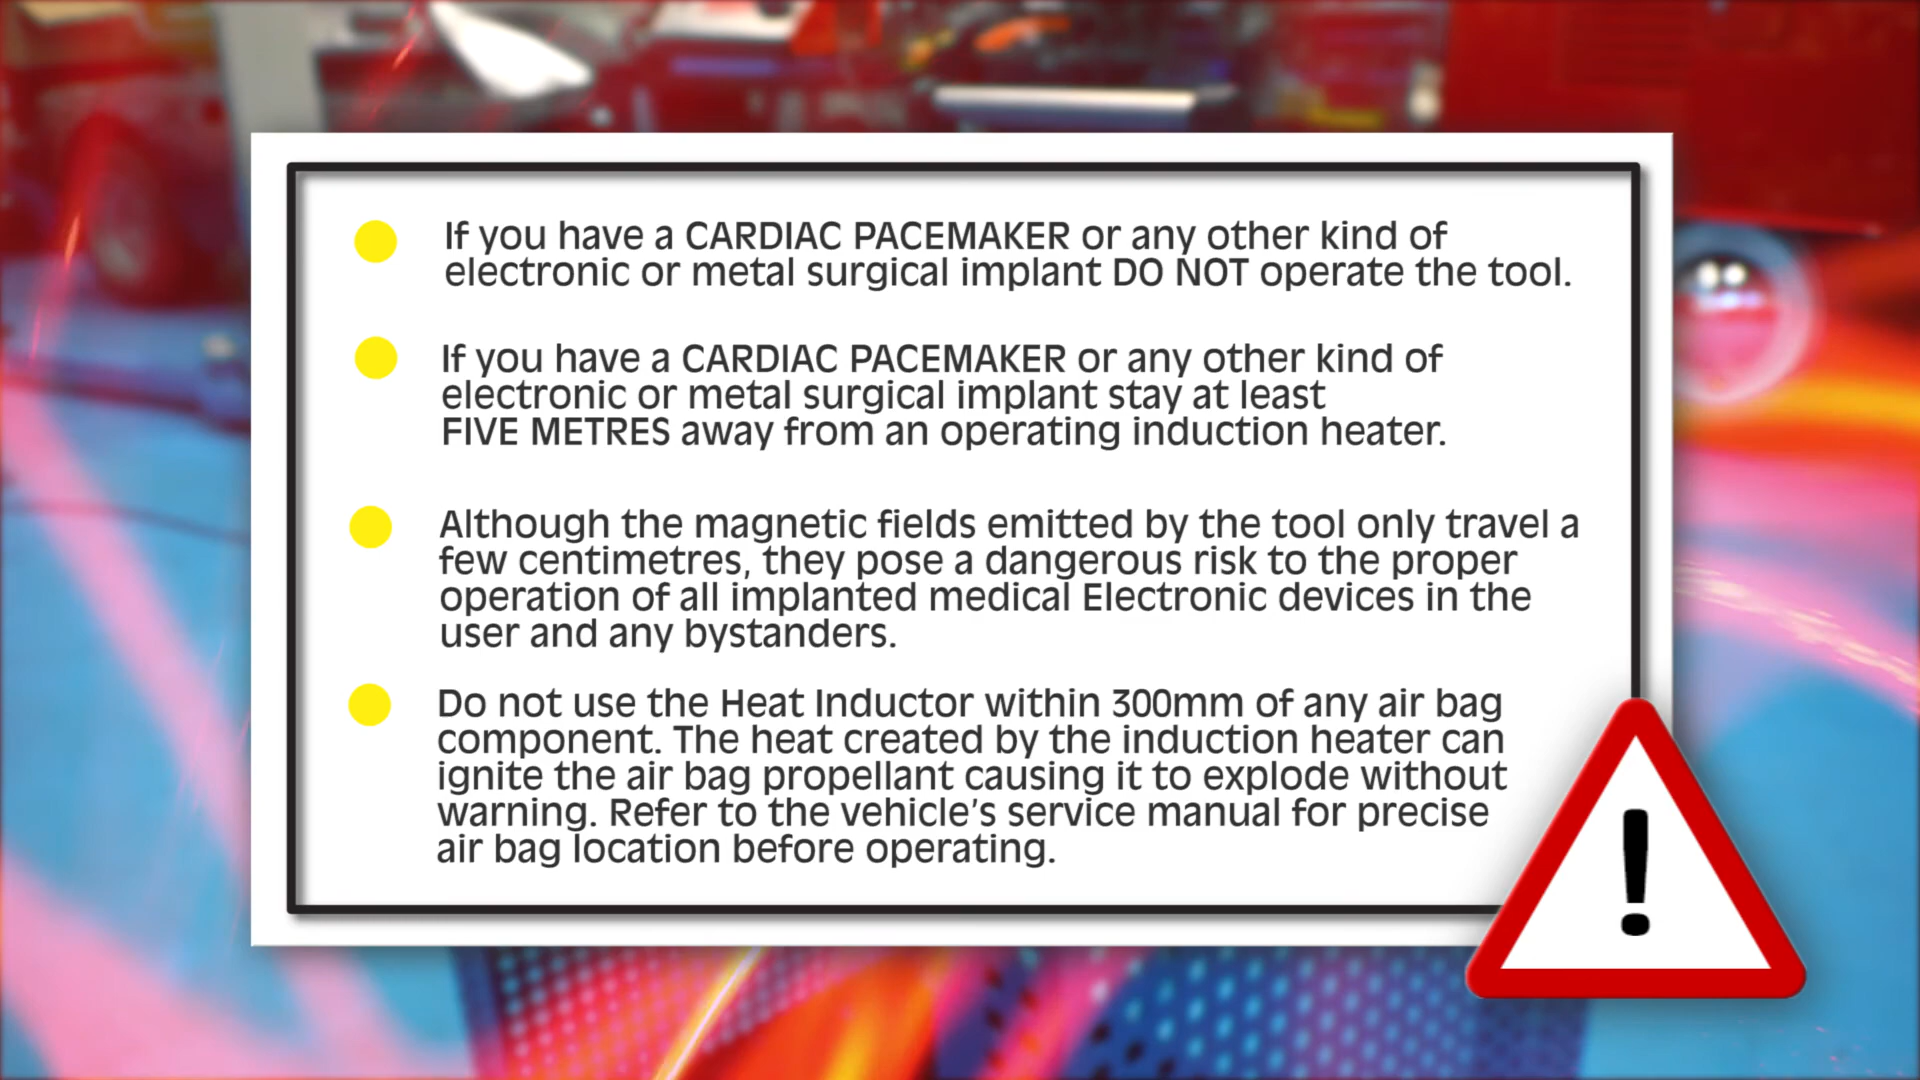 If you have a CARDIAC PACEMAKER or any other kind of
electronic or metal surgical implant DO NOT operate the tool.
If you have a CARDIAC PACEMAKER or any other kind of
electronic or metal surgical implant stay at least
FIVE METRES away from an operating induction heater.
Although the magnetic fields emitted by the tool only travel a
few centimetres, they pose a dangerous risk to the proper
operation of all implanted medical Electronic devices in the
user and any bystanders.
Do not use the Heat Inductor within 300mm of any air bag
component. The heat created by the induction heater can
ignite the air bag propellant causing it to explode without
warning. Refer to the vehicle's service manual for precise
air bag location before operating.
!